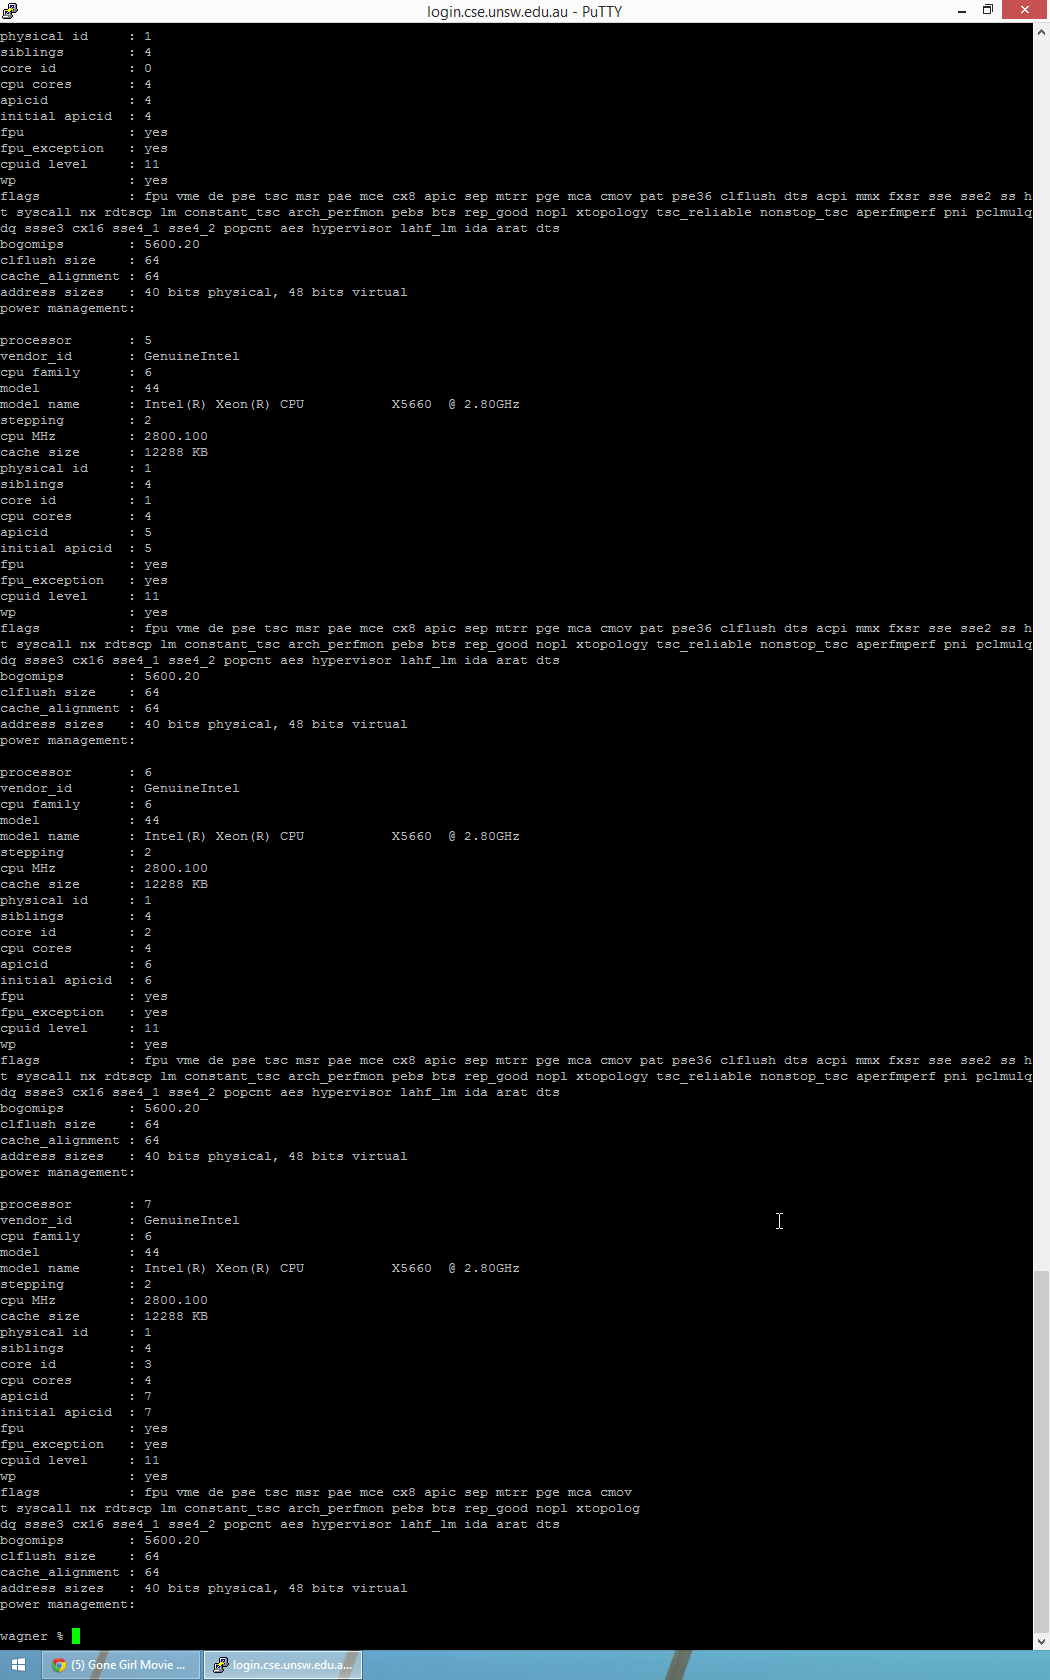 login.cse.unsw.edu.au - PuTTY
physical id     : 1
siblings        : 4
core id         : 0
cpu cores       : 4
apicid          : 4
initial apicid  : 4
fpu             : yes
fpu_exception   : yes
cpuid level     : 11
wp              : yes
flags           : fpu vme de pse tsc msr pae mce cx8 apic sep mtrr pge mca cmov pat pse36 clflush dts acpi mmx fxsr sse sse2 ss h
t syscall nx rdtscp lm constant_tsc arch_perfmon pebs bts rep_good nopl xtopology tsc_reliable nonstop_tsc aperfmperf pni pclmulq
dq ssse3 cx16 sse4_1 sse4_2 popcnt aes hypervisor lahf_lm ida arat dts
bogomips        : 5600.20
clflush size    : 64
cache_alignment : 64
address sizes   : 40 bits physical, 48 bits virtual
power management:
processor       : 5
vendor_id       : GenuineIntel
cpu family      : 6
model           : 44
model name      : Intel(R) Xeon(R) CPU           X5660  @ 2.80GHz
stepping        : 2
cpu MHz         : 2800.100
cache size      : 12288 KB
physical id     : 1
siblings        : 4
core id         : 1
cpu cores       : 4
apicid          : 5
initial apicid  : 5
fpu             : yes
fpu_exception   : yes
cpuid level     : 11
wp              : yes
flags           : fpu vme de pse tsc msr pae mce cx8 apic sep mtrr pge mca cmov pat pse36 clflush dts acpi mmx fxsr sse sse2 ss h
t syscall nx rdtscp lm constant_tsc arch_perfmon pebs bts rep_good nopl xtopology tsc_reliable nonstop_tsc aperfmperf pni pclmulq
dq ssse3 cx16 sse4_1 sse4_2 popcnt aes hypervisor lahf_lm ida arat dts
bogomips        : 5600.20
clflush size    : 64
cache_alignment : 64
address sizes   : 40 bits physical, 48 bits virtual
power management:
processor       : 6
vendor_id       : GenuineIntel
cpu family      : 6
model           : 44
model name      : Intel(R) Xeon(R) CPU           X5660  @ 2.80GHz
stepping        : 2
cpu MHz         : 2800.100
cache size      : 12288 KB
physical id     : 1
siblings        : 4
core id         : 2
cpu cores       : 4
apicid          : 6
initial apicid  : 6
fpu             : yes
fpu_exception   : yes
cpuid level     : 11
wp              : yes
flags           : fpu vme de pse tsc msr pae mce cx8 apic sep mtrr pge mca cmov pat pse36 clflush dts acpi mmx fxsr sse sse2 ss h
t syscall nx rdtscp lm constant_tsc arch_perfmon pebs bts rep_good nopl xtopology tsc_reliable nonstop_tsc aperfmperf pni pclmulq
dq ssse3 cx16 sse4_1 sse4_2 popcnt aes hypervisor lahf_lm ida arat dts
bogomips        : 5600.20
clflush size    : 64
cache_alignment : 64
address sizes   : 40 bits physical, 48 bits virtual
power management:
processor       : 7
vendor_id       : GenuineIntel
cpu family      : 6
model           : 44
model name      : Intel(R) Xeon(R) CPU           X5660  @ 2.80GHz
stepping        : 2
cpu MHz         : 2800.100
cache size      : 12288 KB
physical id     : 1
siblings        : 4
core id         : 3
cpu cores       : 4
apicid          : 7
initial apicid  : 7
fpu             : yes
fpu_exception   : yes
cpuid level     : 11
wp              : yes
flags           : fpu vme de pse tsc msr pae mce cx8 apic sep mtrr pge mca cmov
t syscall nx rdtscp lm constant_tsc arch_perfmon pebs bts rep_good nopl xtopolog
dq ssse3 cx16 sse4_1 sse4_2 popcnt aes hypervisor lahf_lm ida arat dts
bogomips        : 5600.20
clflush size    : 64
cache_alignment : 64
address sizes   : 40 bits physical, 48 bits virtual
power management:
wagner %
(5) Gone Girl Movie ...
login.cse.unsw.edu.a...